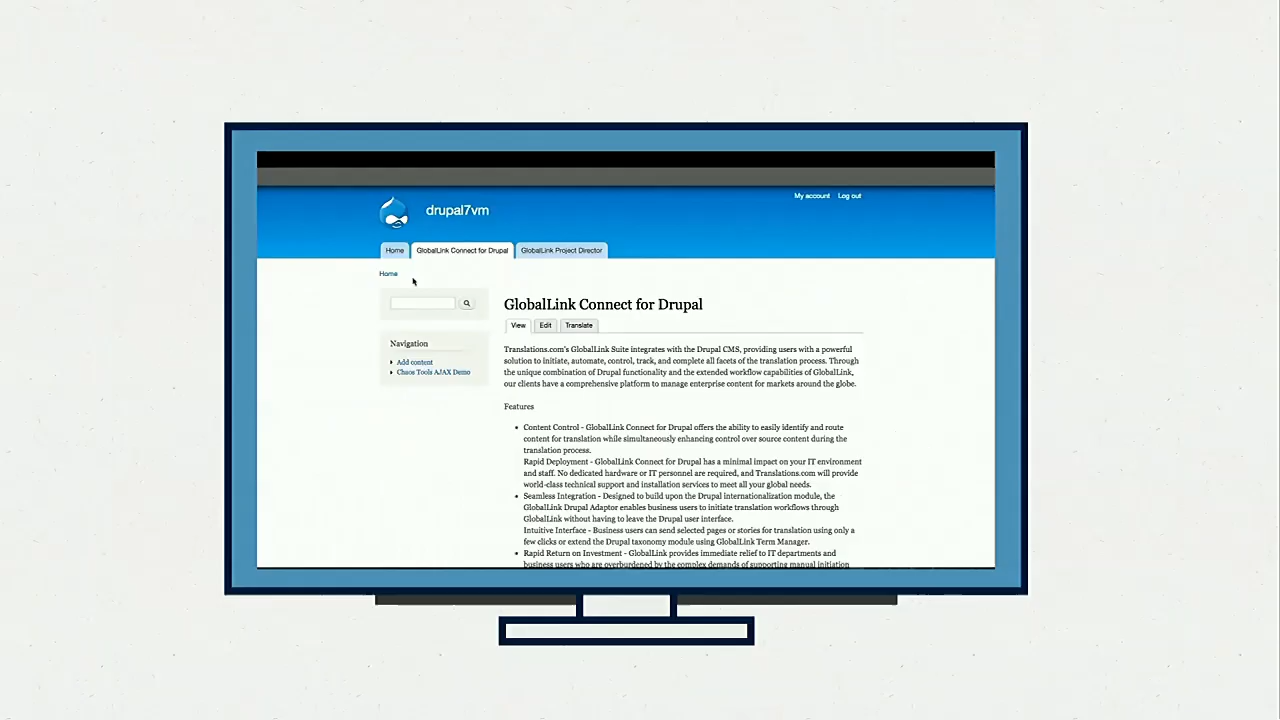 My account Log out
drupal7vm
Home GlobalLink Connect for Drupal GlobalLink Project Director
Home
GlobalLink Connect for Drupal
View Edit Translate
Navigation
Add content
Chaos Tools AJAX Demo
Translations.com's GlobalLink Suite integrates with the Drupal CMS, providing users with a powerful
solution to initiate, automate, control, track, and complete all facets of the translation process. Through
the unique combination of Drupal functionality and the extended workflow capabilities of GlobalLink,
our clients have a comprehensive platform to manage enterprise content for markets around the globe.
Features
Content Control - GlobalLink Connect for Drupal offers the ability to easily identify and route
content for translation while simultaneously enhancing control over source content during the
translation process.
Rapid Deployment - GlobalLink Connect for Drupal has a minimal impact on your IT environment
and staff. No dedicated hardware or IT personnel are required, and Translations.com will provide
world-class technical support and installation services to meet all your global needs.
Seamless Integration - Designed to build upon the Drupal internationalization module, the
GlobalLink Drupal Adaptor enables business users to initiate translation workflows through
GlobalLink without having to leave the Drupal user interface.
Intuitive Interface - Business users can send selected pages or stories for translation using only a
few clicks or extend the Drupal taxonomy module using GlobalLink Term Manager.
Rapid Return on Investment - GlobalLink provides immediate relief to IT departments and
business users who are overburdened by the complex demands of supporting manual initiation